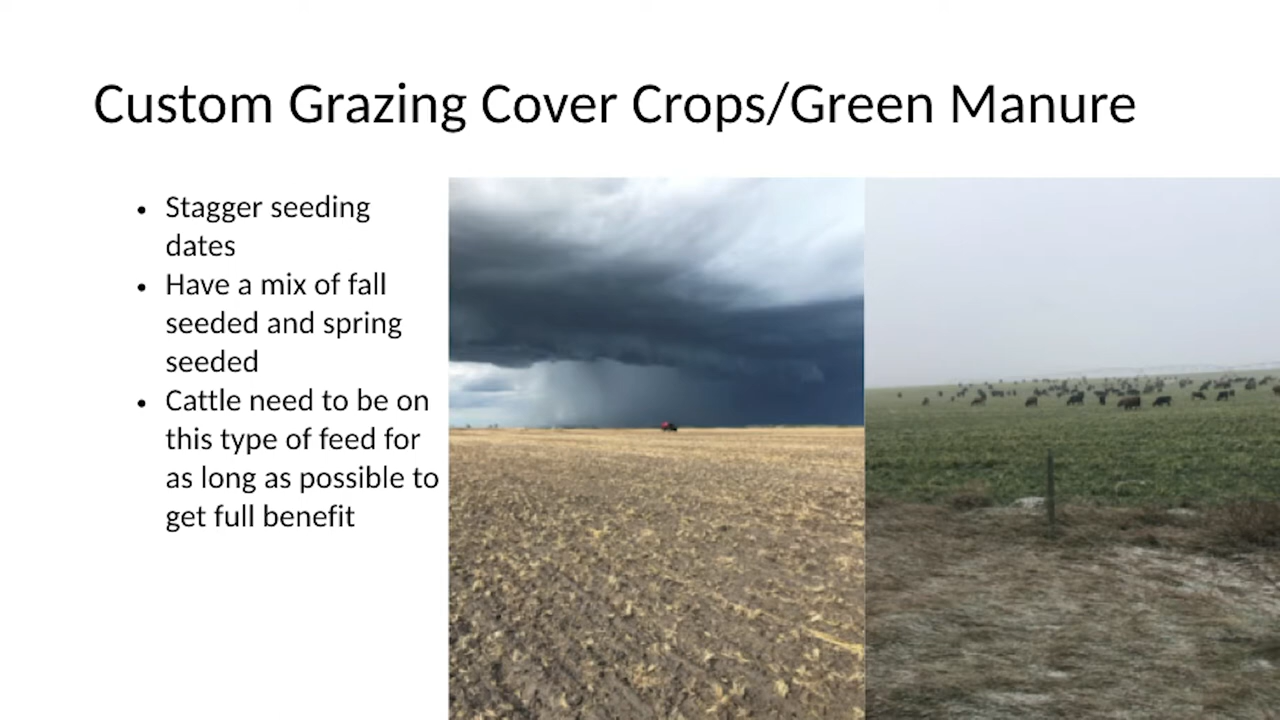 Custom Grazing Cover Crops/Green Manure
• Stagger seeding
dates
• Have a mix of fall
seeded and spring
seeded
• Cattle need to be on
this type of feed for
as long as possible to
get full benefit